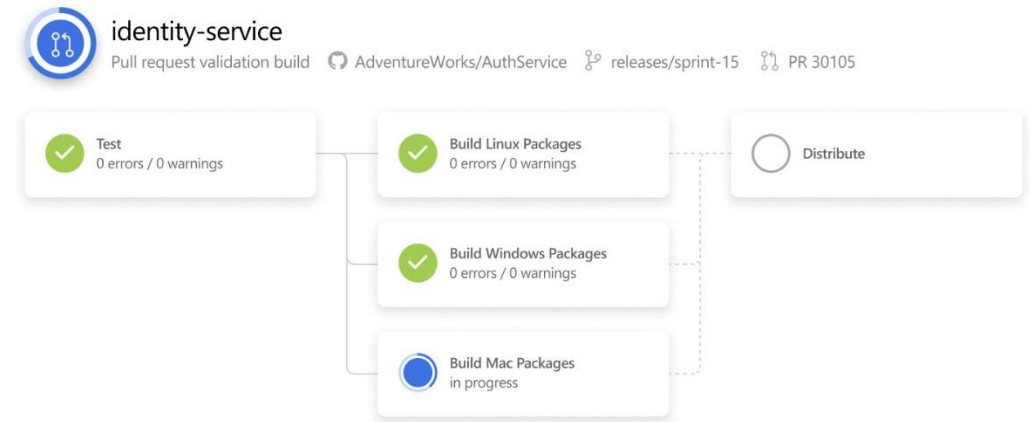 identity-service
Pull request validation build AdventureWorks/AuthService releases/sprint-15 PR 30105
Test
0 errors / 0 warnings
Build Linux Packages
0 errors / 0 warnings
Distribute
Build Windows Packages
0 errors / 0 warnings
Build Mac Packages
in progress